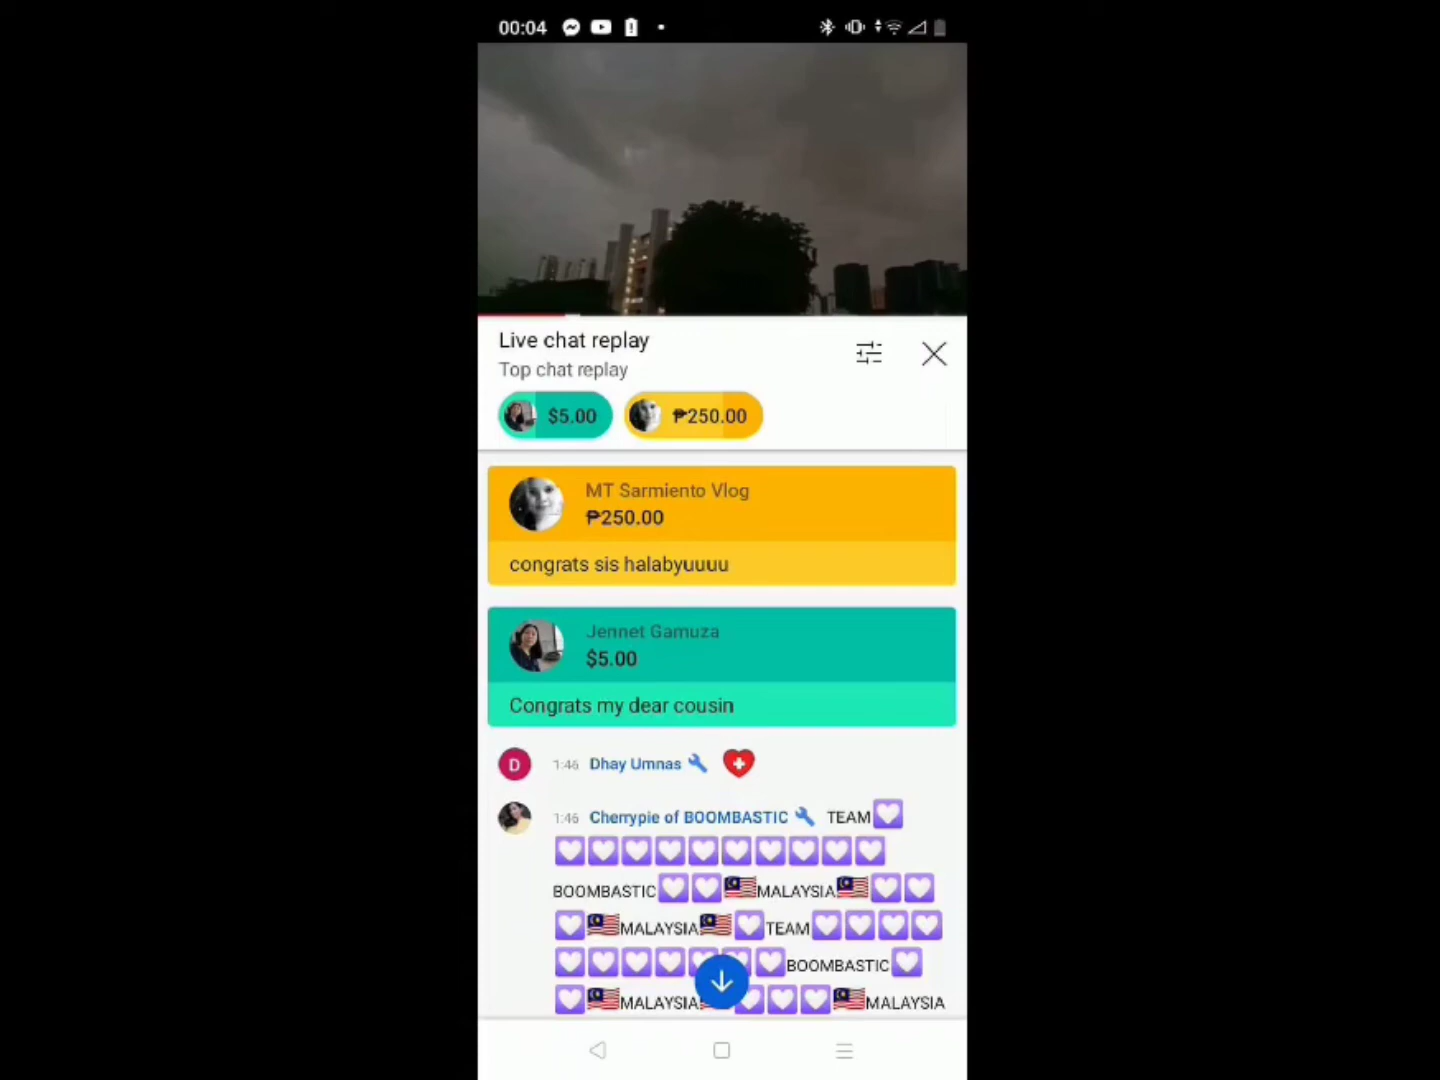 00:04
Live chat replay
Top chat replay
$5.00 ₱250.00
MT Sarmiento Vlog
₱250.00
congrats sis halabyuuuu
Jennet Gamuza
$5.00
Congrats my dear cousin
D 1:46 Dhay Umnas
1:46 Cherrypie of BOOMBASTIC TEAM
BOOMBASTIC MALAYSIA
MALAYSIA TEAM
BOOMBASTIC
MALAYSIA MALAYSIA